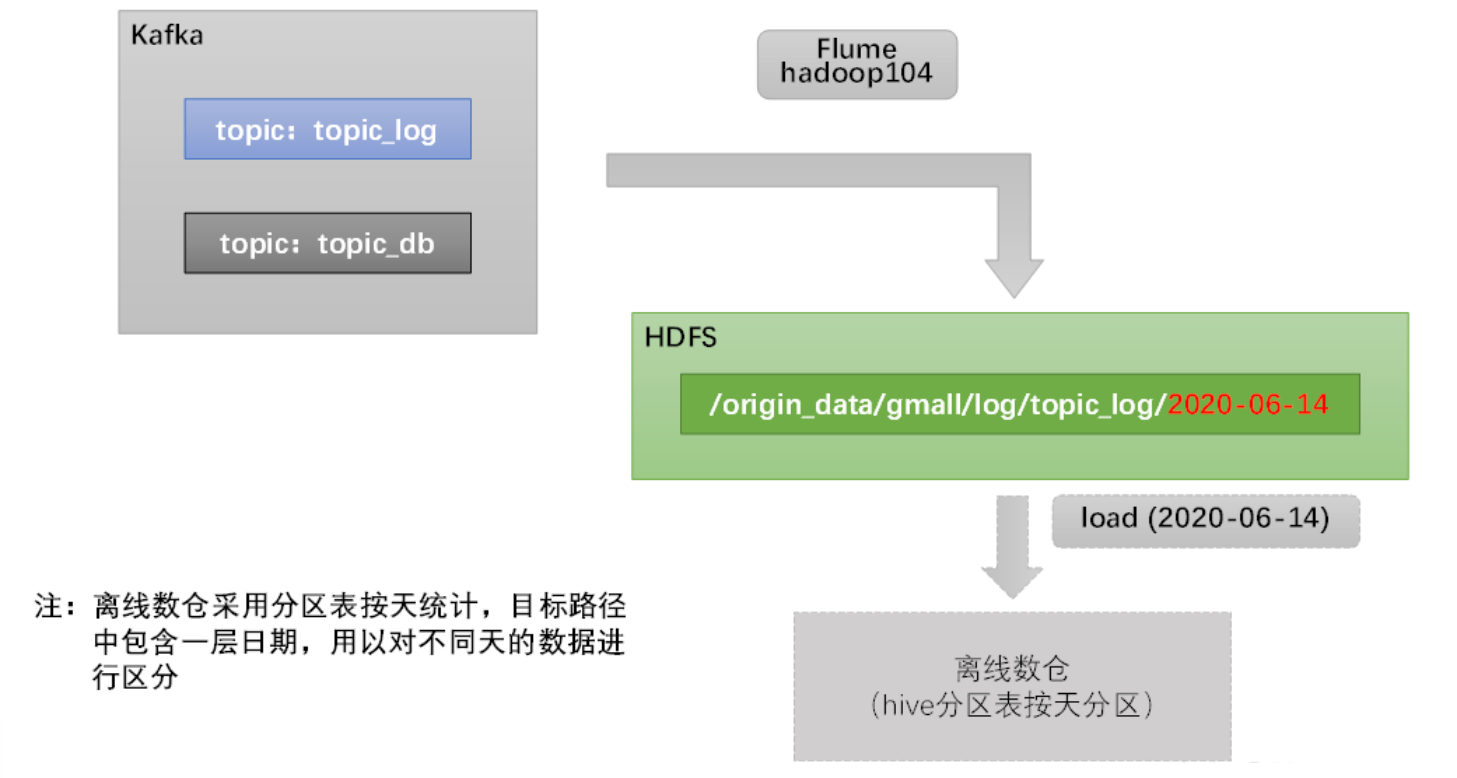 Kafka
topic：topic_log
topic：topic_db
Flume
hadoop104
HDFS
/origin_data/gmall/log/topic_log/2020-06-14
load (2020-06-14)
离线数仓
（hive分区表按天分区）
注：离线数仓采用分区表按天统计，目标路径
中包含一层日期，用以对不同天的数据进
行区分